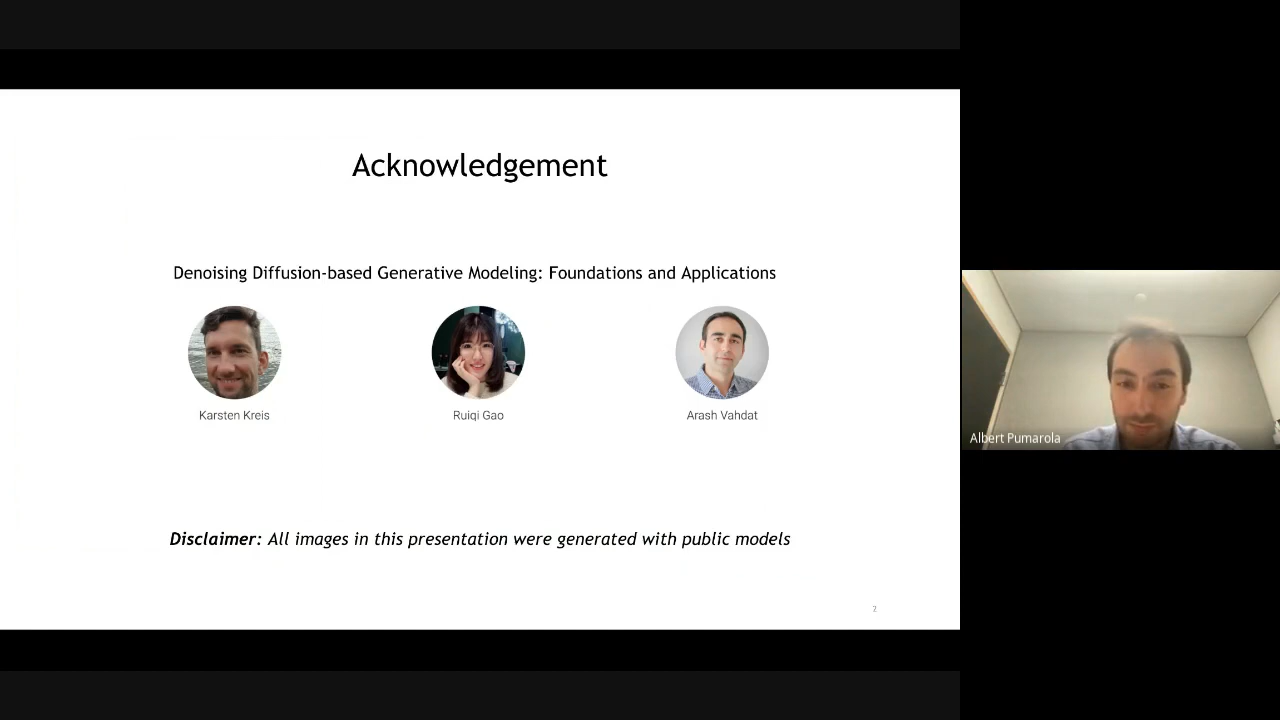 Acknowledgement
Denoising Diffusion-based Generative Modeling: Foundations and Applications
Karsten Kreis
Ruiqi Gao
Arash Vahdat
Albert Pumarola
Disclaimer: All images in this presentation were generated with public models
2